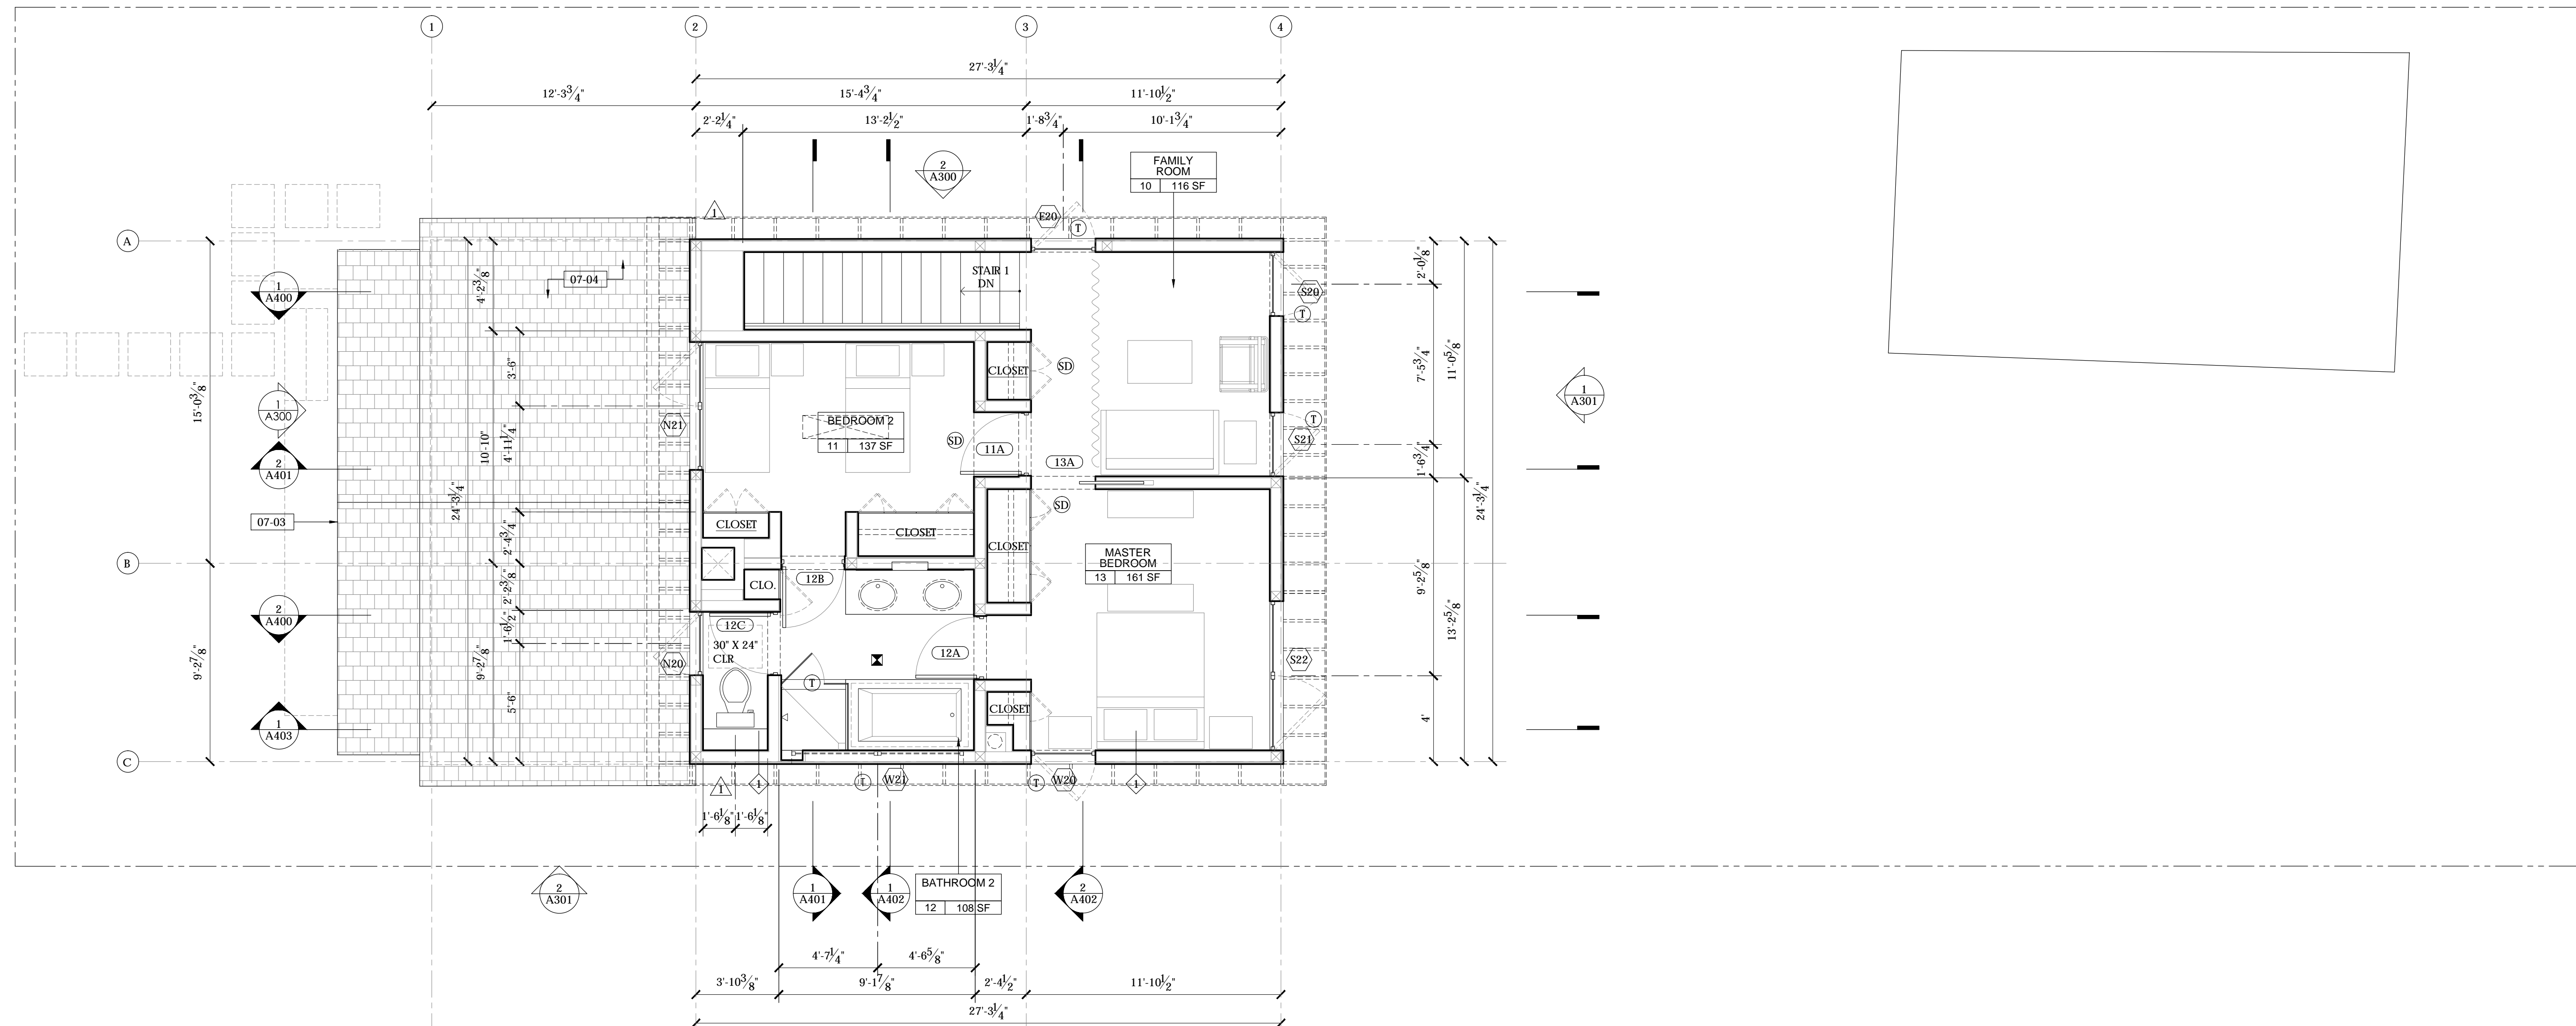 1
2
3
4
27'-3 1/4"
12'-3 3/4"
15'-4 3/4"
11'-10 1/2"
2'-2 1/4"
13'-2 1/2"
1'-8 3/4"
10'-1 3/4"
2
A300
FAMILY
ROOM
10 116 SF
1
E20
T
A
B
C
15'-0 3/8"
9'-2 7/8"
1
A400
1
A300
2
A401
07-03
2
A400
1
A403
07-04
4'-2 3/8"
24'-3 1/4"
10'-10"
9'-2 7/8"
3'-6"
4'-11 1/4"
2'-4 3/4"
2'-2 3/8"
1'-6 1/2"
5'-6"
STAIR 1
DN
S20
T
CLOSET
SD
T
N21
BEDROOM 2
11 137 SF
SD
11A
S21
13A
SD
CLOSET
CLOSET
CLOSET
MASTER
BEDROOM
13 161 SF
CLO.
12B
12C
30" X 24"
CLR
12A
N20
S22
T
CLOSET
1
1
T
W21
T
W20
1
2'-0 1/8"
7'-5 3/4"
1'-6 3/4"
9'-2 5/8"
4'
11'-0 5/8"
13'-2 5/8"
24'-3 1/4"
1
A301
1'-6 1/8"
1'-6 1/8"
2
A301
1
A401
1
A402
BATHROOM 2
12 108 SF
2
A402
4'-7 1/4"
4'-6 5/8"
3'-10 3/8"
9'-1 7/8"
2'-4 1/2"
11'-10 1/2"
27'-3 1/4"